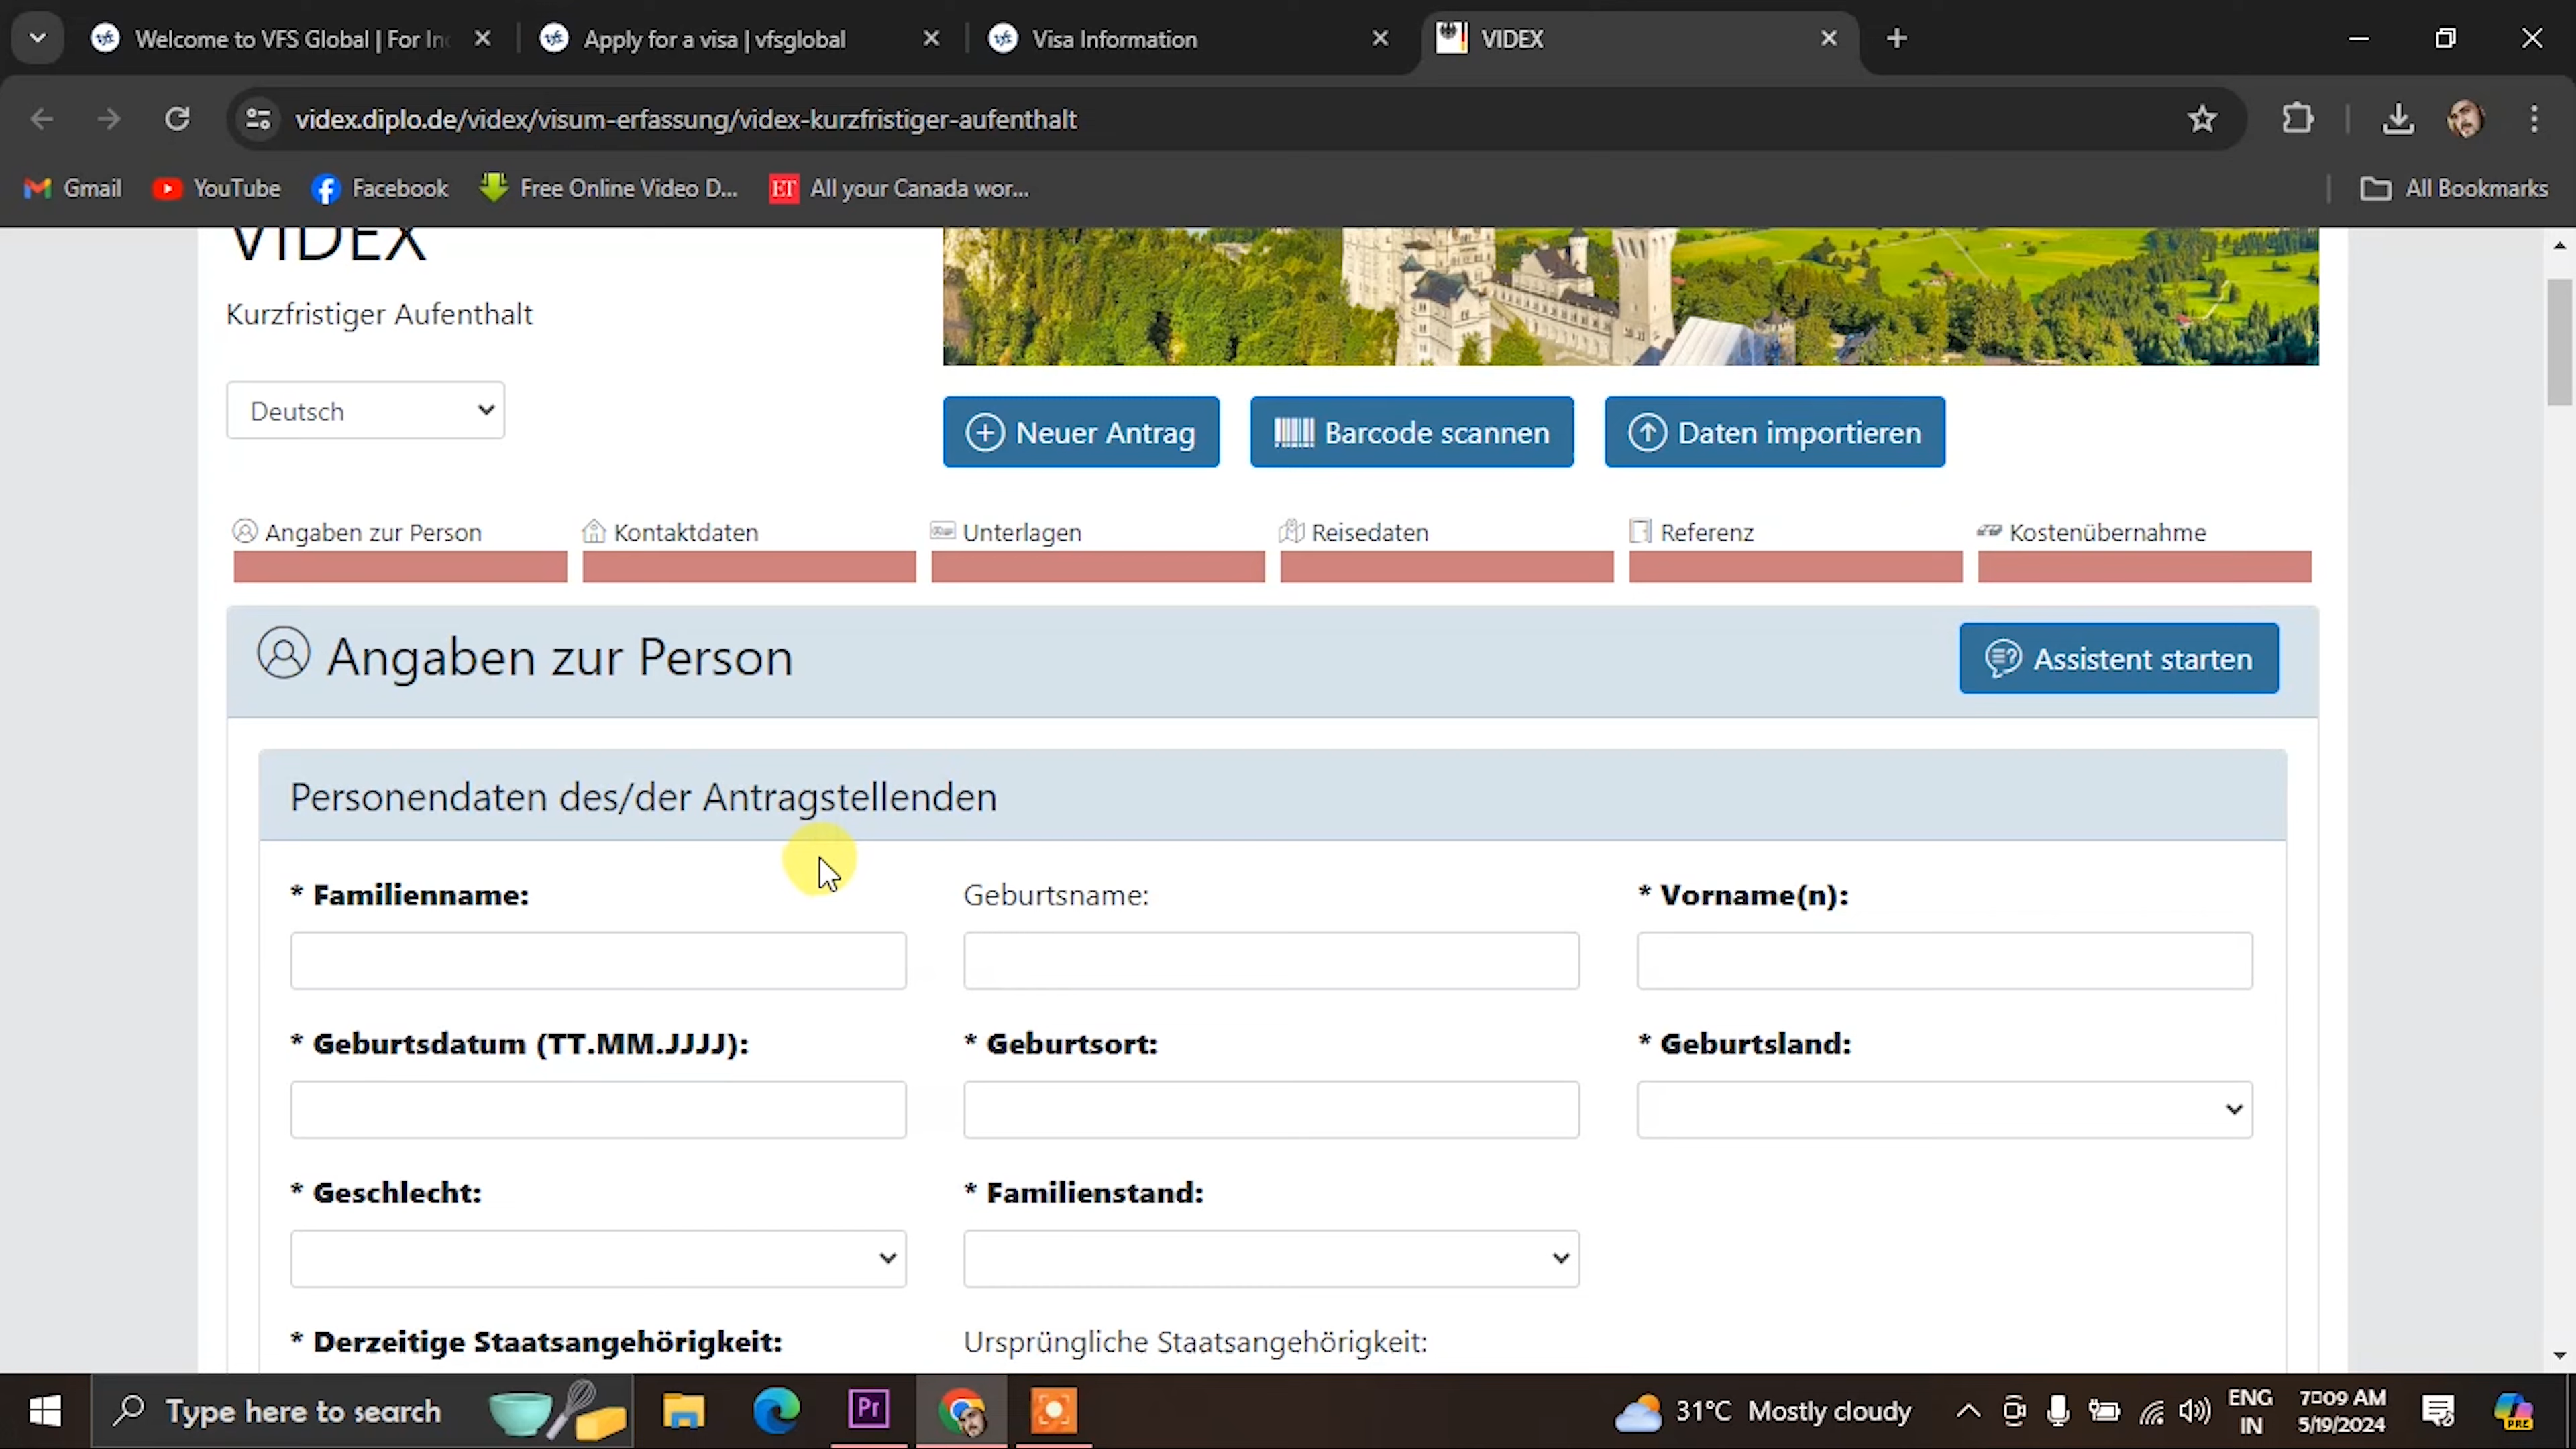 Welcome to VFS Global | For In
Apply for a visa | vfsglobal
Visa Information
VIDEX
videx.diplo.de/videx/visum-erfassung/videx-kurzfristiger-aufenthalt
Gmail
YouTube
Facebook
Free Online Video D...
ET
All your Canada wor...
All Bookmarks
VIDEX
Kurzfristiger Aufenthalt
Deutsch
Neuer Antrag
Barcode scannen
Daten importieren
Angaben zur Person
Kontaktdaten
Unterlagen
Reisedaten
Referenz
Kostenübernahme
Angaben zur Person
Assistent starten
Personendaten des/der Antragstellenden
* Familienname:
Geburtsname:
* Vorname(n):
* Geburtsdatum (TT.MM.JJJJ):
* Geburtsort:
* Geburtsland:
* Geschlecht:
* Familienstand:
* Derzeitige Staatsangehörigkeit:
Ursprüngliche Staatsangehörigkeit:
Type here to search
Pr
31°C Mostly cloudy
ENG
IN
7:09 AM
5/19/2024
PRE